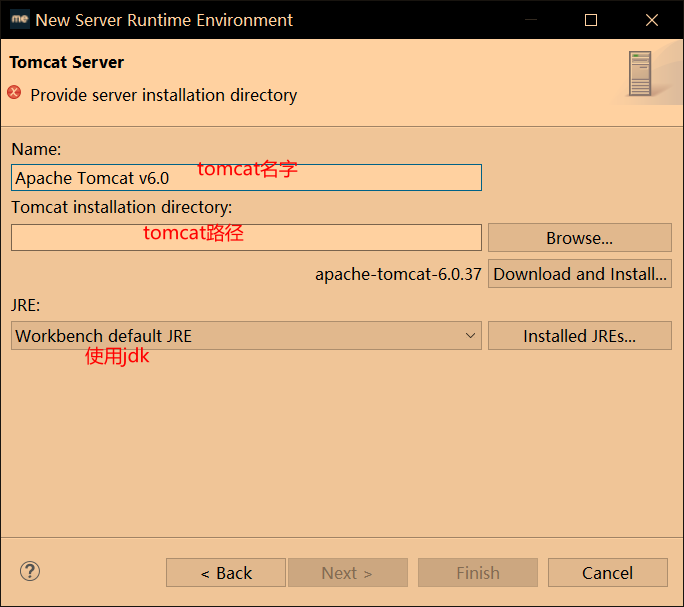 me New Server Runtime Environment
Tomcat Server
Provide server installation directory
Name:
tomcat名字
Apache Tomcat v6.0
Tomcat installation directory:
tomcat路径
Browse...
apache-tomcat-6.0.37 Download and Install...
JRE:
Workbench default JRE Installed JREs...
使用jdk
? < Back Next > Finish Cancel